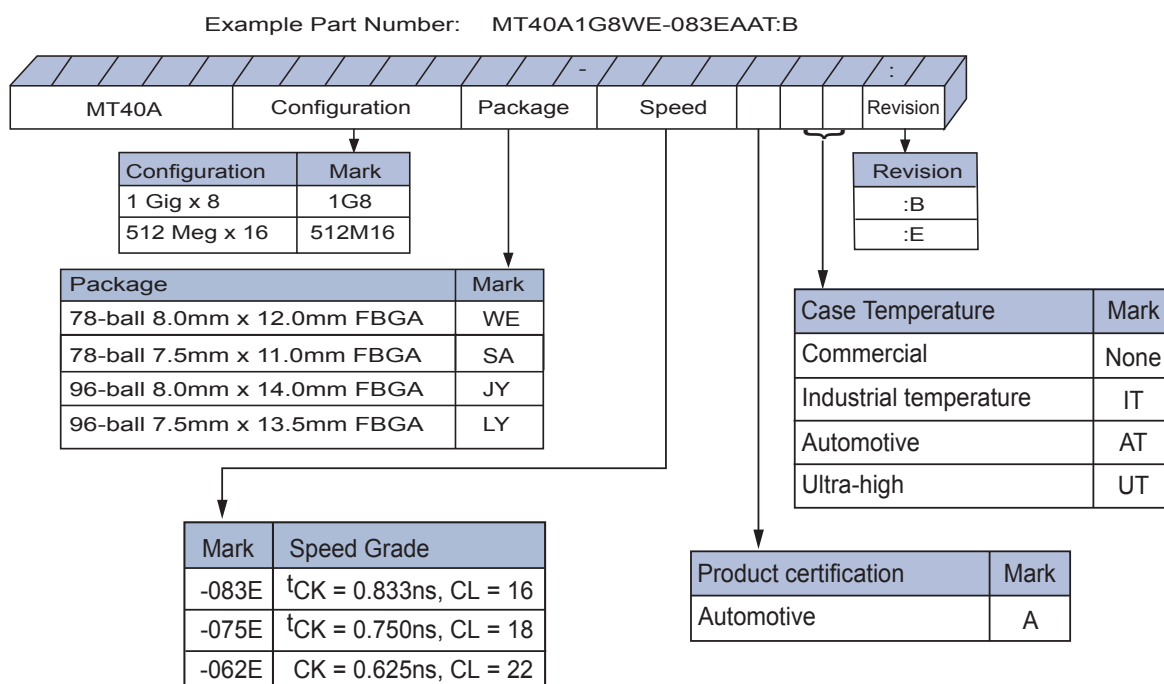 Example Part Number: MT40A1G8WE-083EAAT:B
- :
MT40A Configuration Package Speed Revision
Configuration Mark
1 Gig x 8 1G8
512 Meg x 16 512M16
Revision
:B
:E
Package Mark
78-ball 8.0mm x 12.0mm FBGA WE
78-ball 7.5mm x 11.0mm FBGA SA
96-ball 8.0mm x 14.0mm FBGA JY
96-ball 7.5mm x 13.5mm FBGA LY
Case Temperature Mark
Commercial None
Industrial temperature IT
Automotive AT
Ultra-high UT
Mark Speed Grade
-083E tCK = 0.833ns, CL = 16
-075E tCK = 0.750ns, CL = 18
-062E CK = 0.625ns, CL = 22
Product certification Mark
Automotive A